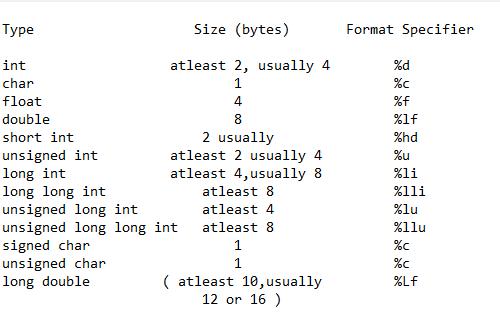 Type Size (bytes) Format Specifier
int atleast 2, usually 4 %d
char 1 %c
float 4 %f
double 8 %lf
short int 2 usually %hd
unsigned int atleast 2 usually 4 %u
long int atleast 4,usually 8 %li
long long int atleast 8 %lli
unsigned long int atleast 4 %lu
unsigned long long int atleast 8 %llu
signed char 1 %c
unsigned char 1 %c
long double ( atleast 10,usually %Lf
12 or 16 )